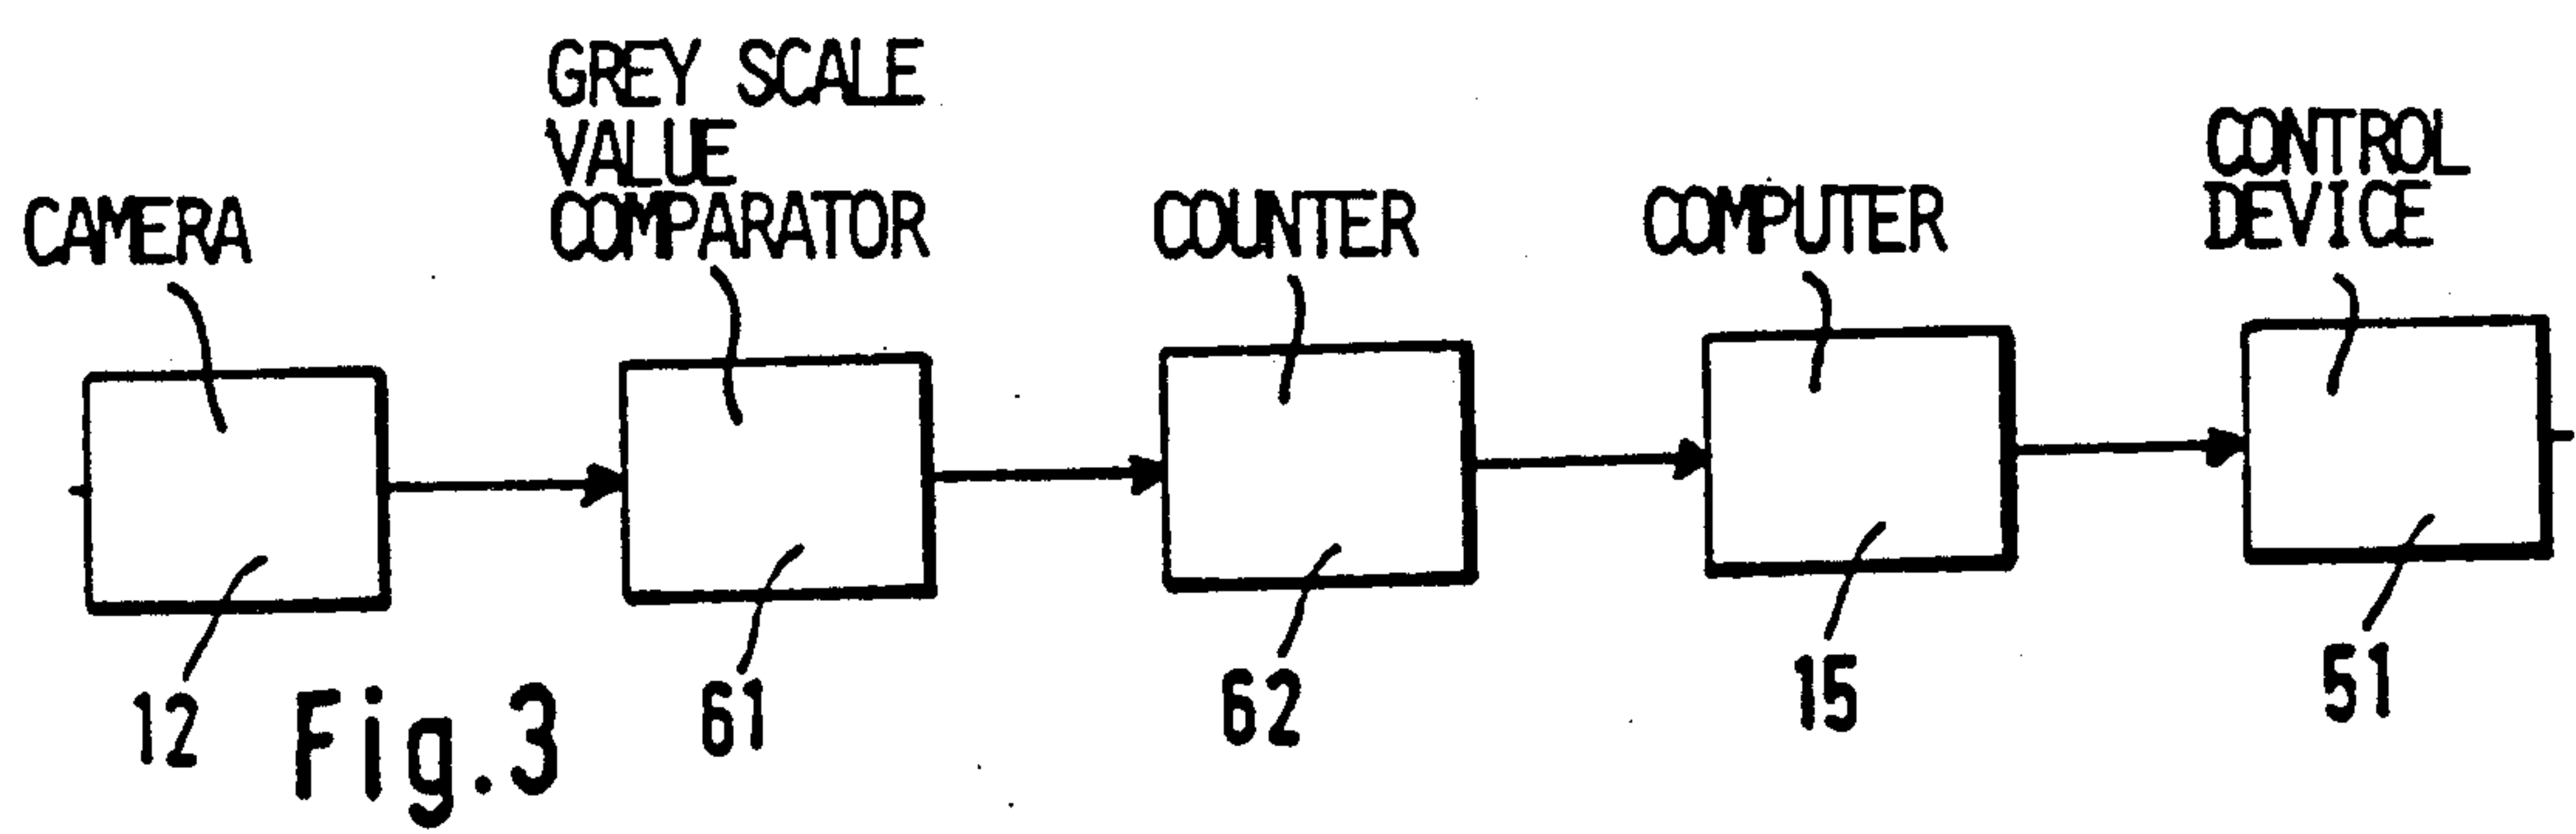 CAMERA
GREY SCALE
VALUE
COMPARATOR
COUNTER
COMPUTER
CONTROL
DEVICE
12
61
62
15
51
Fig.3